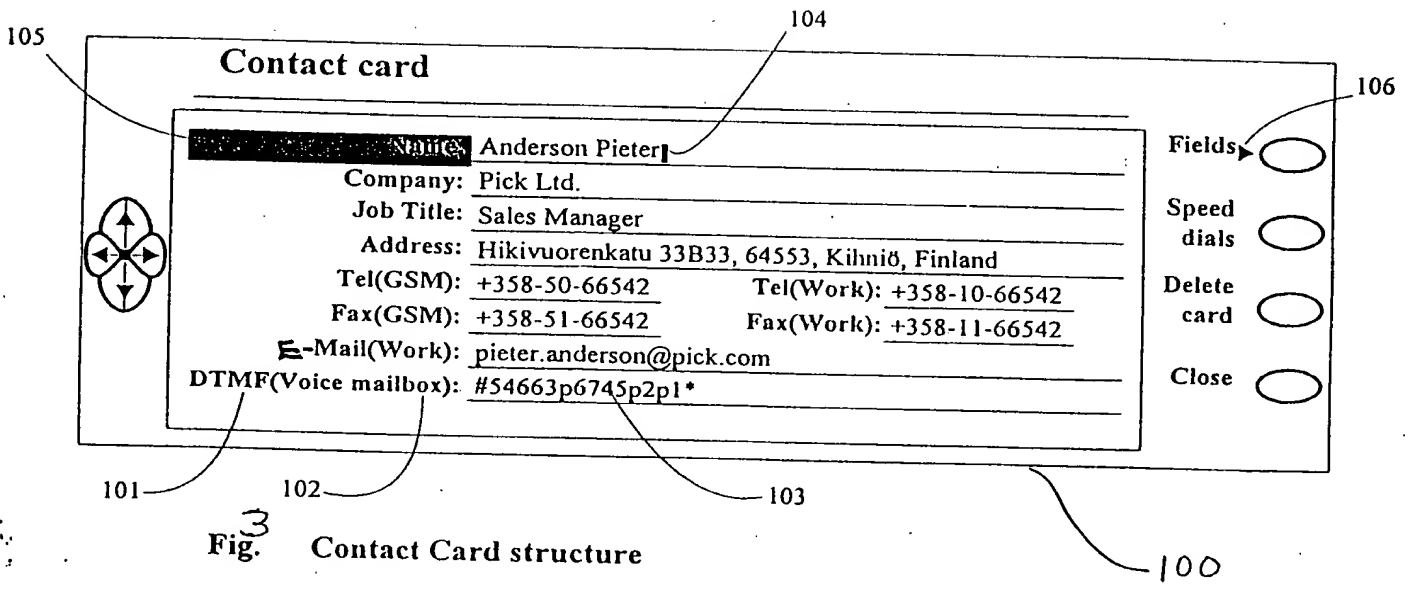 104
105
Contact card
106
Name: Anderson Pieter
Fields
Company: Pick Ltd.
Job Title: Sales Manager
Speed
dials
Address: Hikivuorenkatu 33B33, 64553, Kihniö, Finland
Tel(GSM): +358-50-66542 Tel(Work): +358-10-66542
Delete
card
Fax(GSM): +358-51-66542 Fax(Work): +358-11-66542
E-Mail(Work): pieter.anderson@pick.com
Close
DTMF(Voice mailbox): #54663p6745p2p1*
101 102 103
Fig. 3 Contact Card structure
100